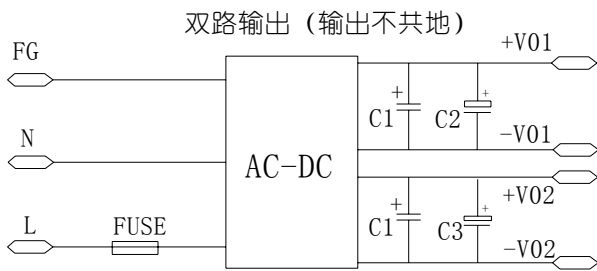 双路输出（输出不共地）
FG
+V01
+
C1
+
C2
N
-V01
AC-DC
+V02
L
FUSE
+
C1
+
C3
-V02